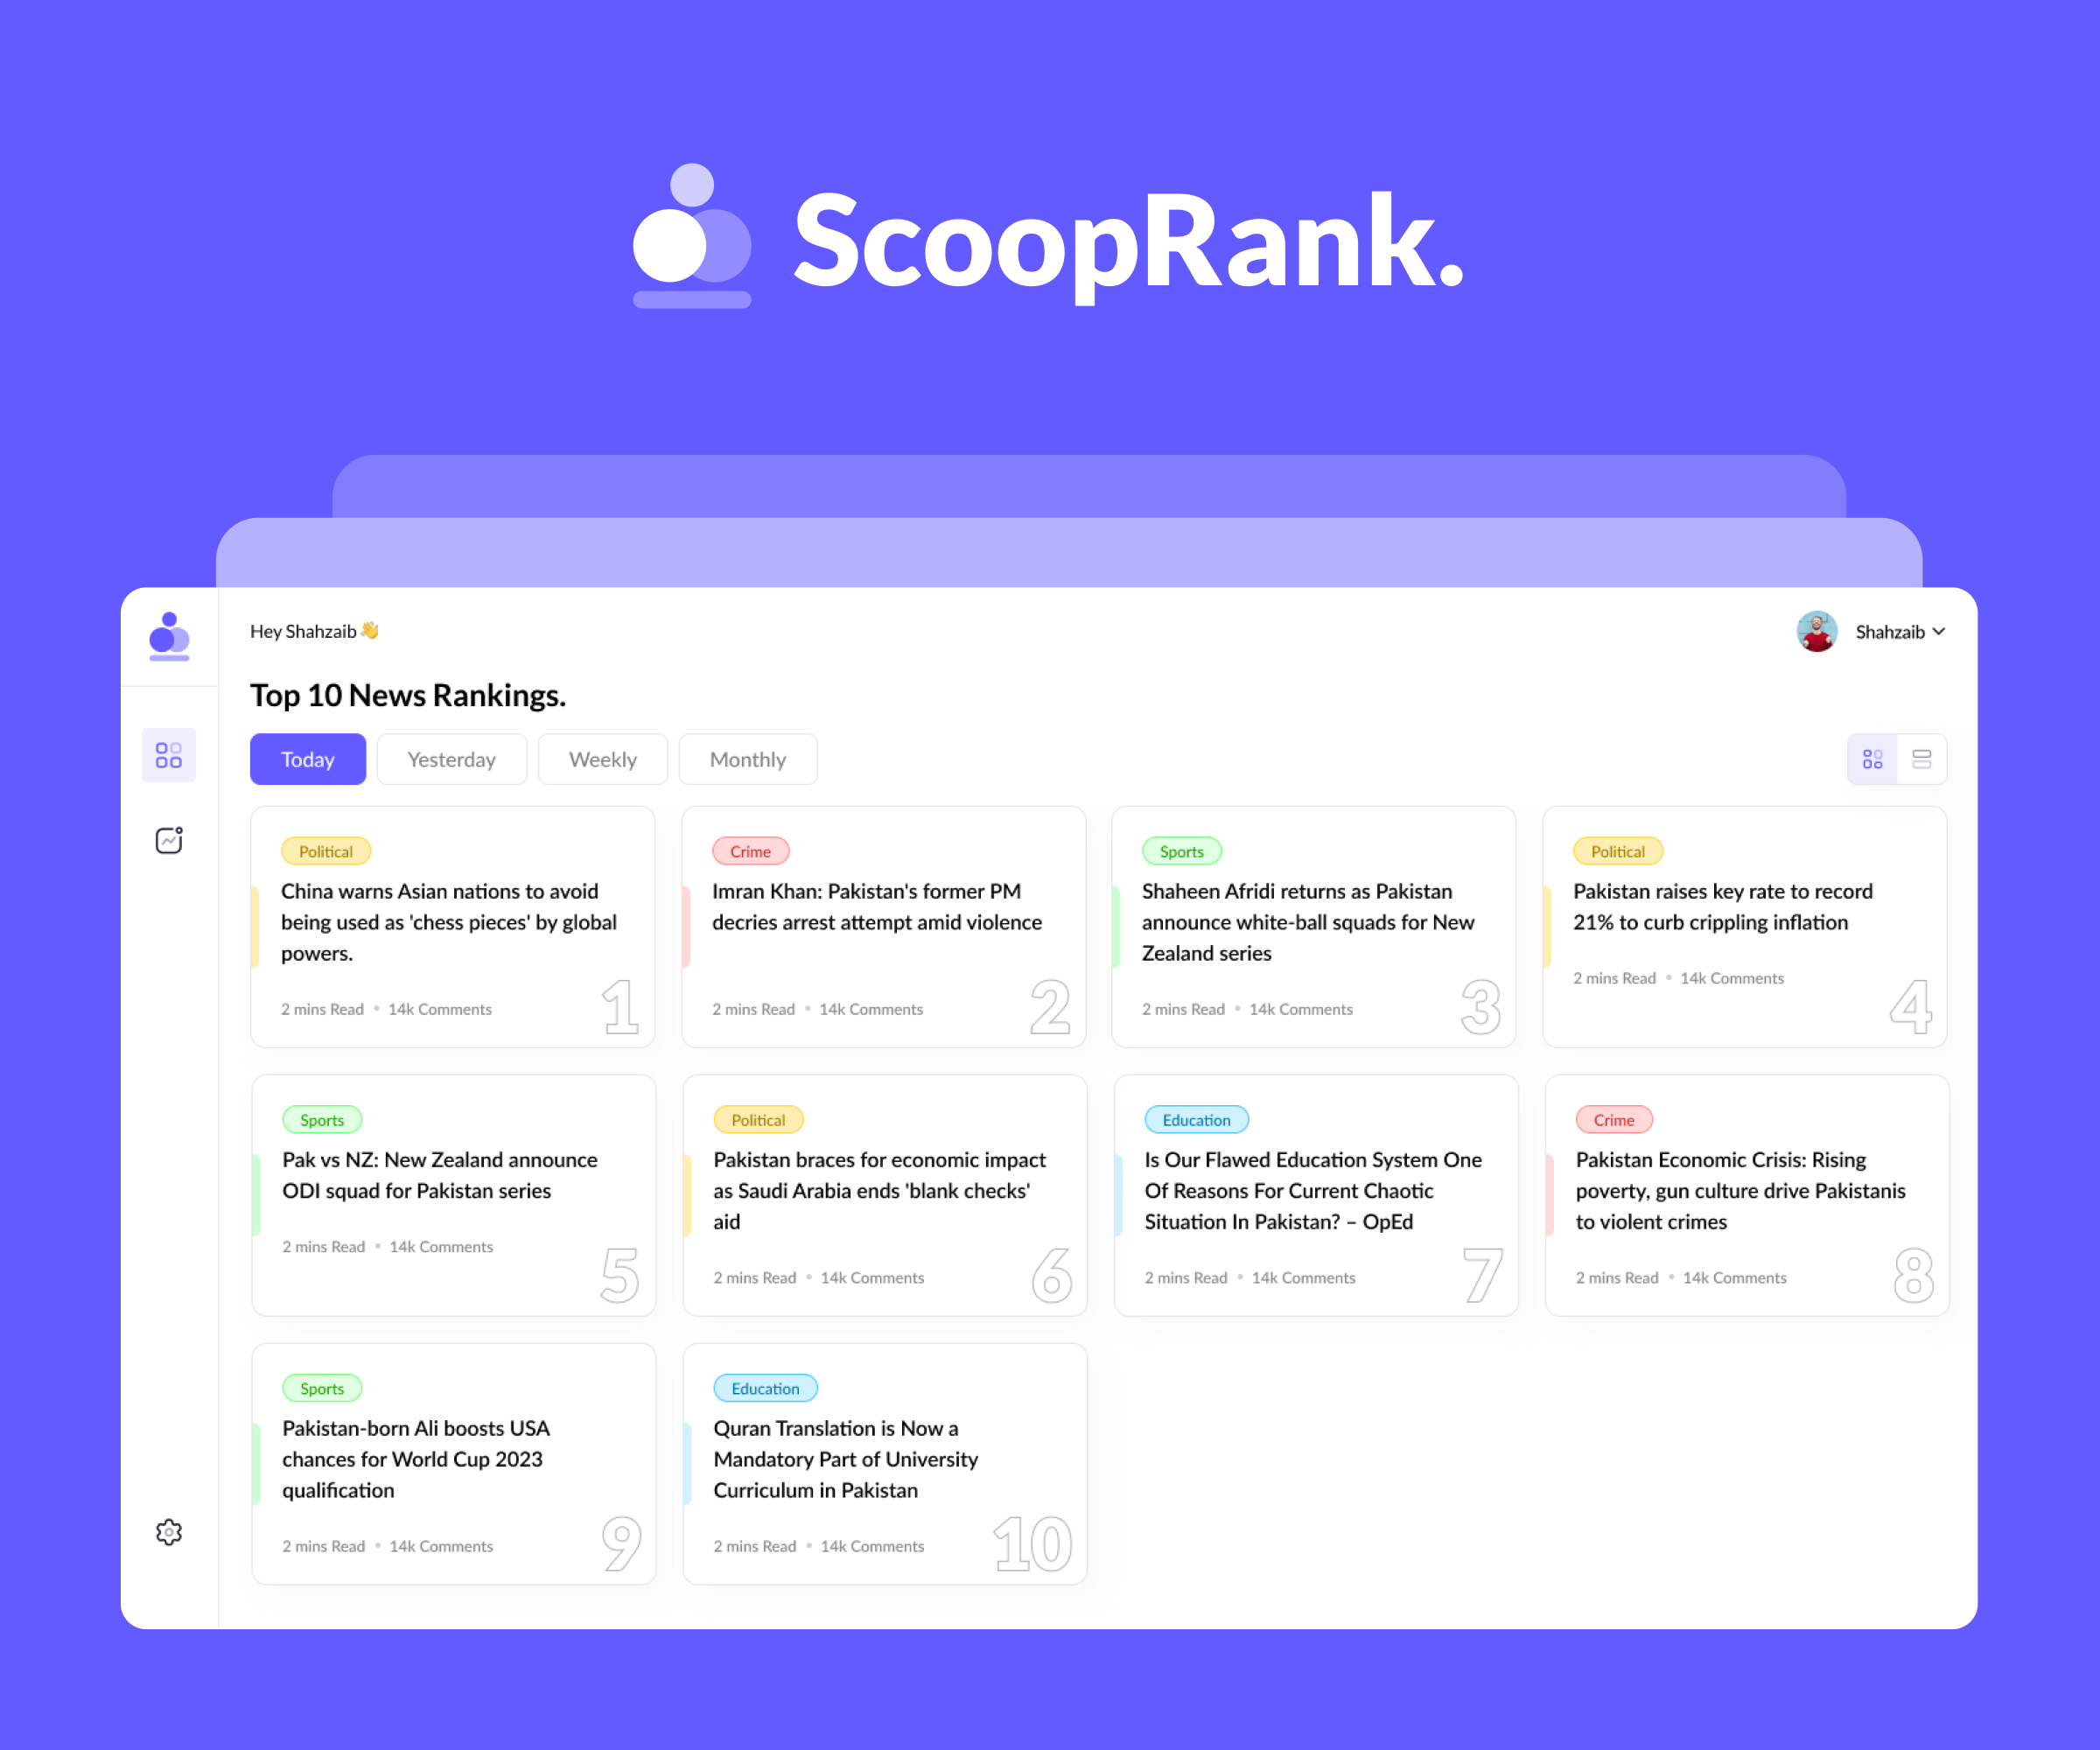 ScoopRank.
Hey Shahzaib 👋
Shahzaib
Top 10 News Rankings.
Today
Yesterday
Weekly
Monthly
Political
China warns Asian nations to avoid
being used as 'chess pieces' by global
powers.
2 mins Read • 14k Comments
1
Crime
Imran Khan: Pakistan's former PM
decries arrest attempt amid violence
2 mins Read • 14k Comments
2
Sports
Shaheen Afridi returns as Pakistan
announce white-ball squads for New
Zealand series
2 mins Read • 14k Comments
3
Political
Pakistan raises key rate to record
21% to curb crippling inflation
2 mins Read • 14k Comments
4
Sports
Pak vs NZ: New Zealand announce
ODI squad for Pakistan series
2 mins Read • 14k Comments
5
Political
Pakistan braces for economic impact
as Saudi Arabia ends 'blank checks'
aid
2 mins Read • 14k Comments
6
Education
Is Our Flawed Education System One
Of Reasons For Current Chaotic
Situation In Pakistan? – OpEd
2 mins Read • 14k Comments
7
Crime
Pakistan Economic Crisis: Rising
poverty, gun culture drive Pakistanis
to violent crimes
2 mins Read • 14k Comments
8
Sports
Pakistan-born Ali boosts USA
chances for World Cup 2023
qualification
2 mins Read • 14k Comments
9
Education
Quran Translation is Now a
Mandatory Part of University
Curriculum in Pakistan
2 mins Read • 14k Comments
10